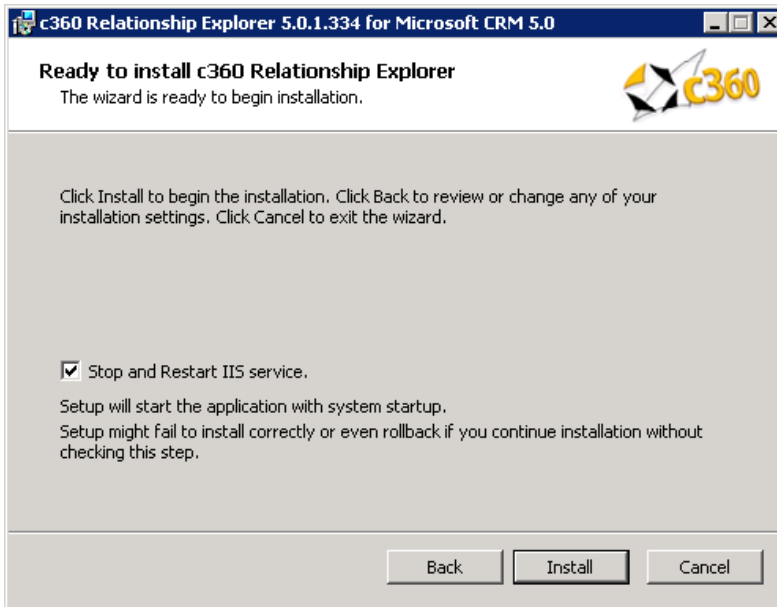 c360 Relationship Explorer 5.0.1.334 for Microsoft CRM 5.0
Ready to install c360 Relationship Explorer
The wizard is ready to begin installation.
c360
Click Install to begin the installation. Click Back to review or change any of your
installation settings. Click Cancel to exit the wizard.
Stop and Restart IIS service.
Setup will start the application with system startup.
Setup might fail to install correctly or even rollback if you continue installation without
checking this step.
Back Install Cancel